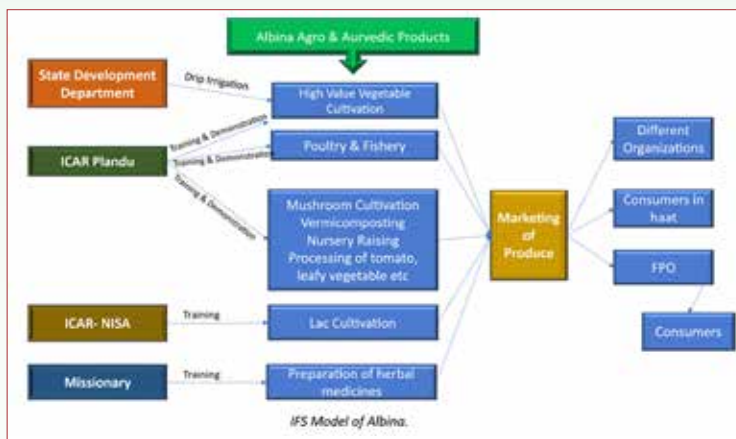 Albina Agro & Aurvedic Products
State Development
Department
Drip Irrigation
High Value Vegetable
Cultivation
ICAR Plandu
Training & Demonstration
Training & Demonstration
Training & Demonstration
Poultry & Fishery
Mushroom Cultivation
Vermicomposting
Nursery Raising
Processing of tomato,
leafy vegetable etc
ICAR- NISA
Training
Lac Cultivation
Missionary
Training
Preparation of herbal
medicines
Marketing
of
Produce
Different
Organizations
Consumers in
haat
FPO
Consumers
IFS Model of Albina.